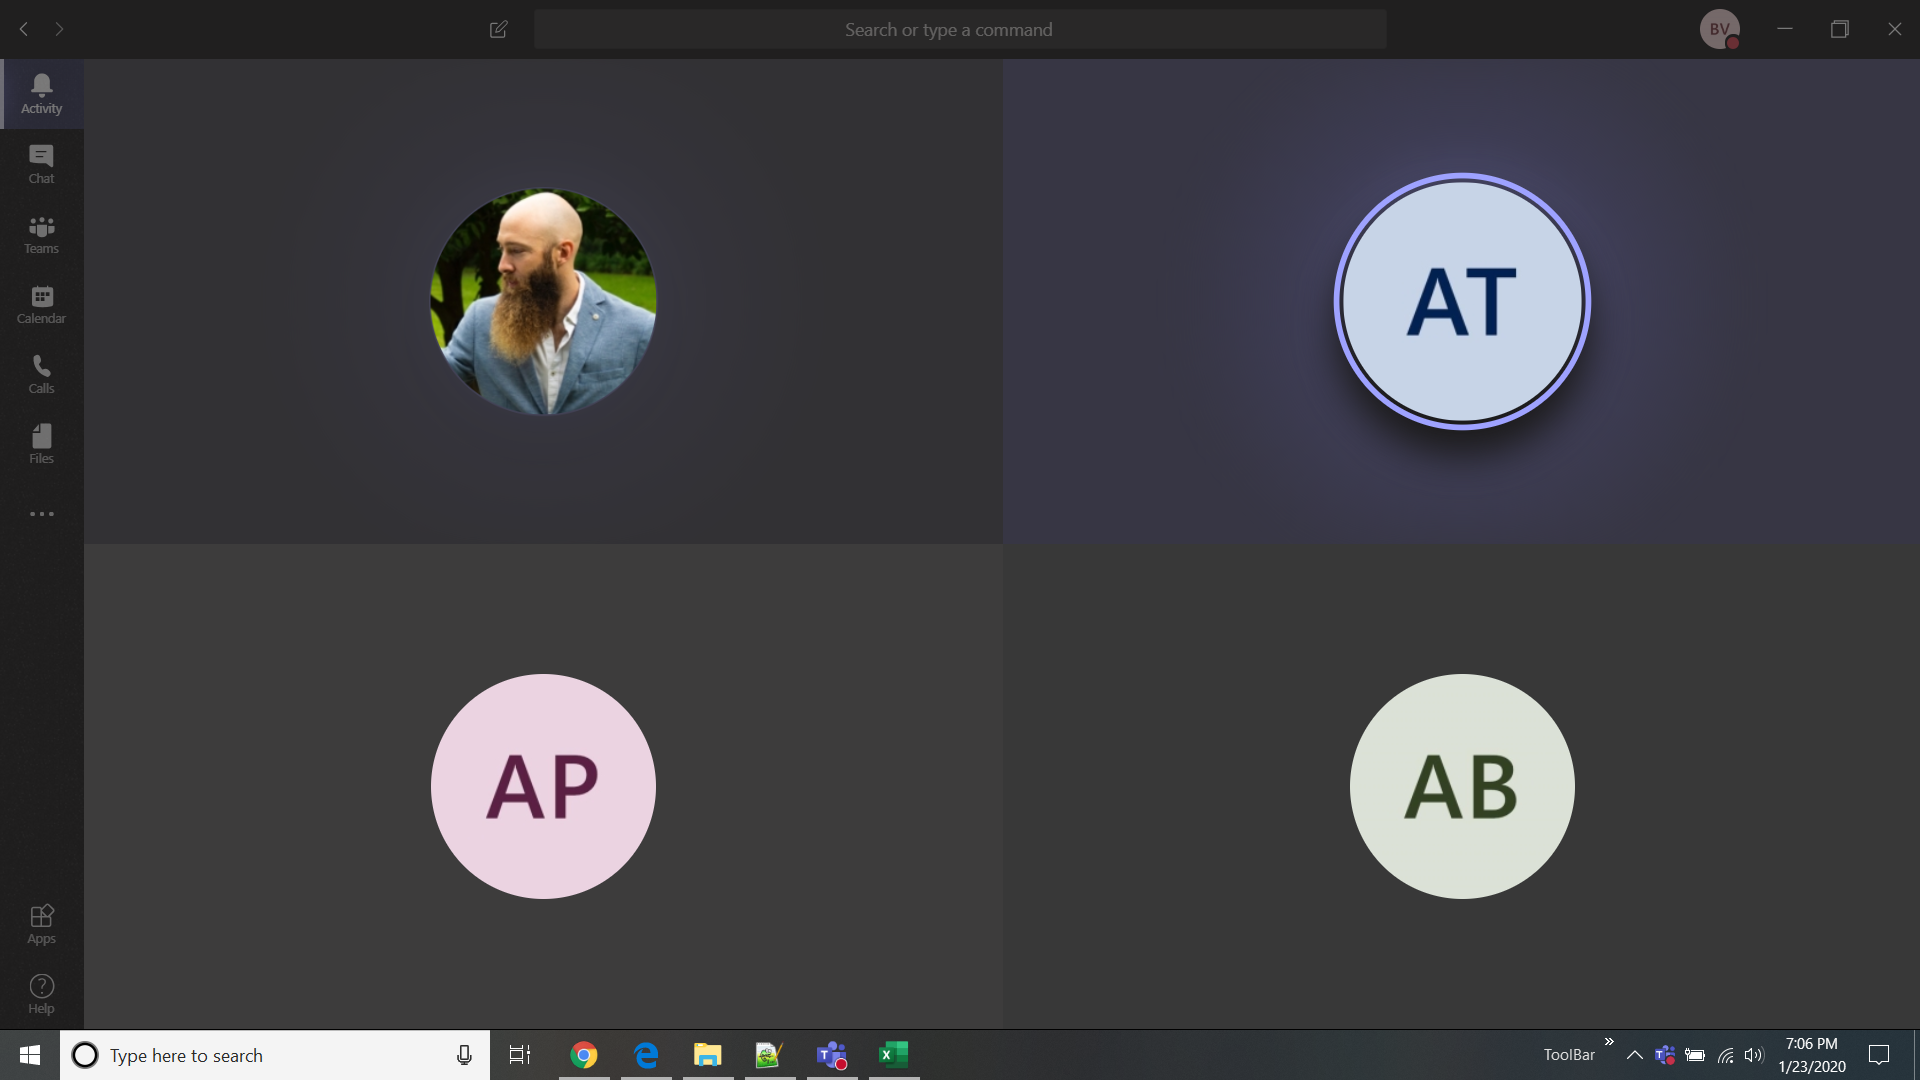 Search or type a command
BV
Activity
Chat
Teams
Calendar
Calls
Files
AT
AP
AB
Apps
Help
Type here to search
ToolBar
7:06 PM
1/23/2020